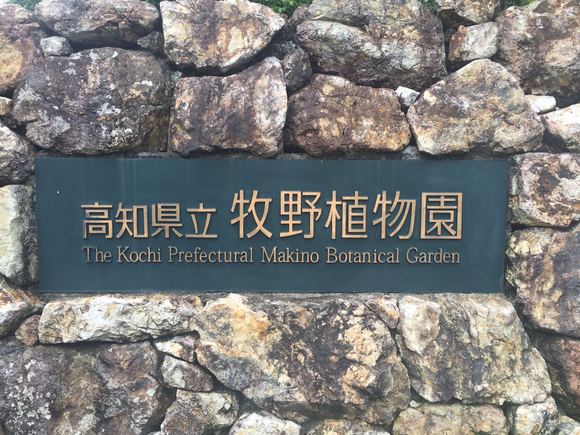 高知県立 牧野植物園
The Kochi Prefectural Makino Botanical Garden